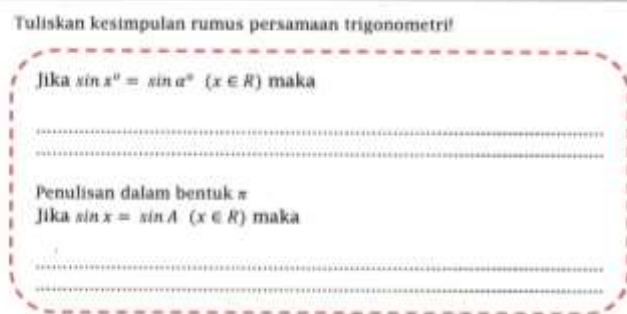 Tuliskan kesimpulan rumus persamaan trigonometri!
Jika sin x° = sin α° (x ∈ R) maka
................................................................
................................................................
Penulisan dalam bentuk π
Jika sin x = sin A (x ∈ R) maka
................................................................
................................................................